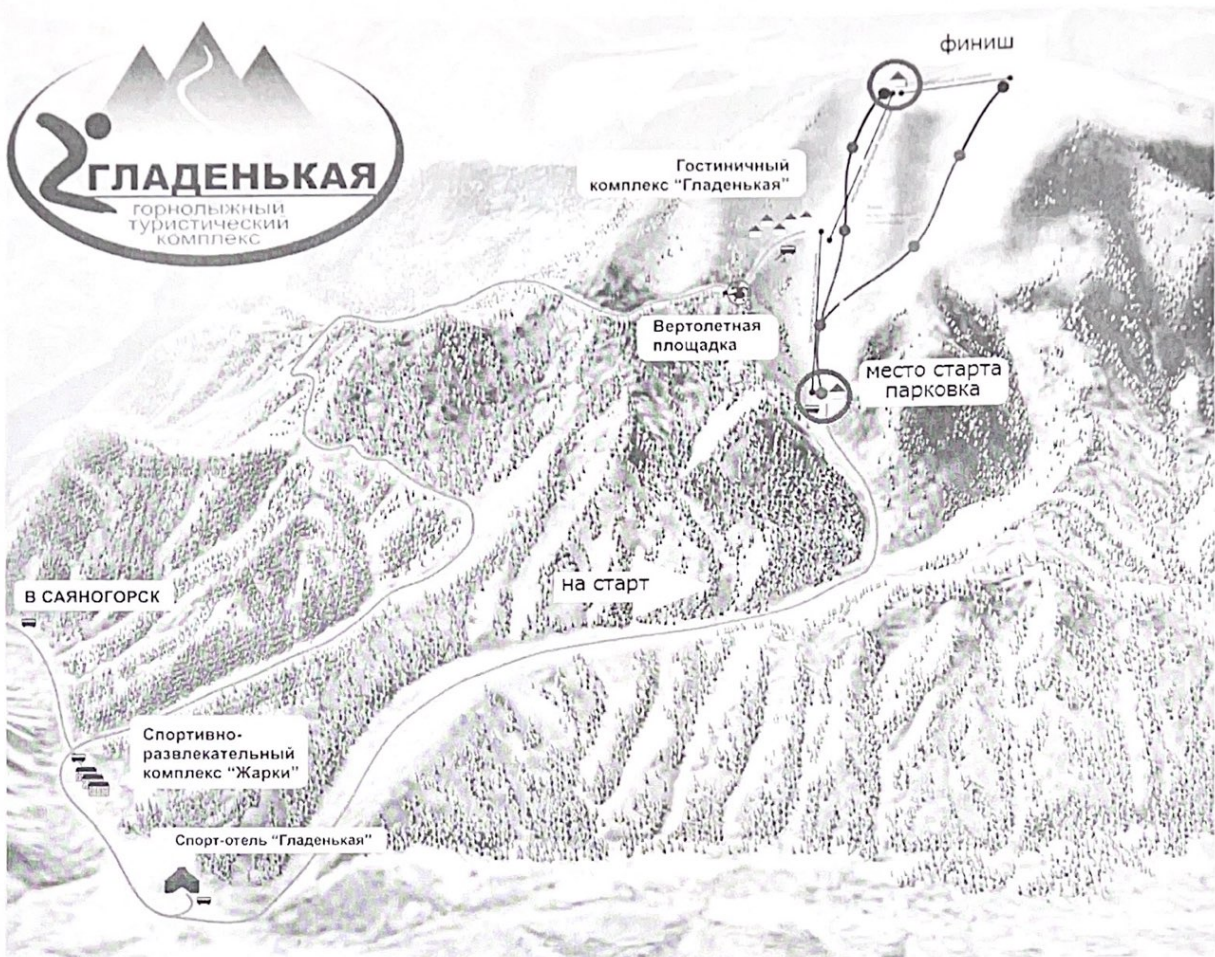 ГЛАДЕНЬКАЯ
горнолыжный
туристический
комплекс
финиш
Гостиничный
комплекс "Гладенькая"
Вертолетная
площадка
место старта
парковка
на старт
В САЯНОГОРСК
Спортивно-
развлекательный
комплекс "Жарки"
Спорт-отель "Гладенькая"